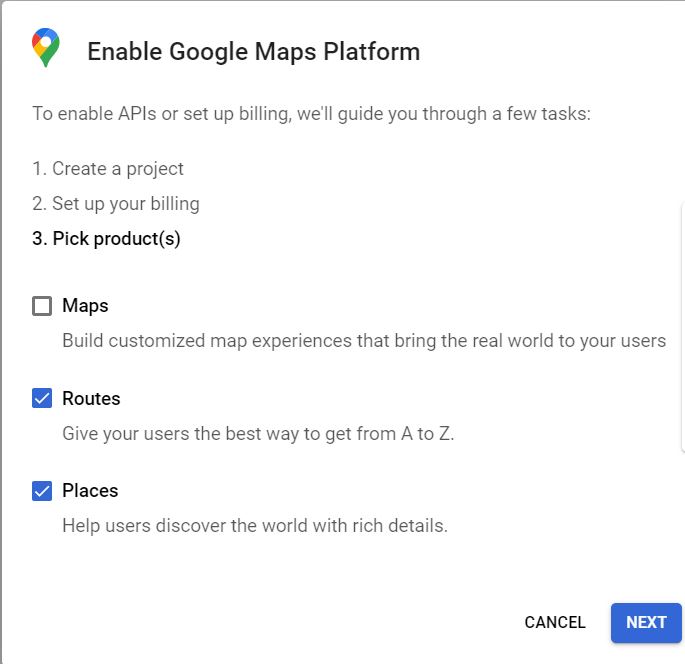 Enable Google Maps Platform
To enable APIs or set up billing, we'll guide you through a few tasks:
1. Create a project
2. Set up your billing
3. Pick product(s)
Maps
Build customized map experiences that bring the real world to your users
Routes
Give your users the best way to get from A to Z.
Places
Help users discover the world with rich details.
CANCEL NEXT